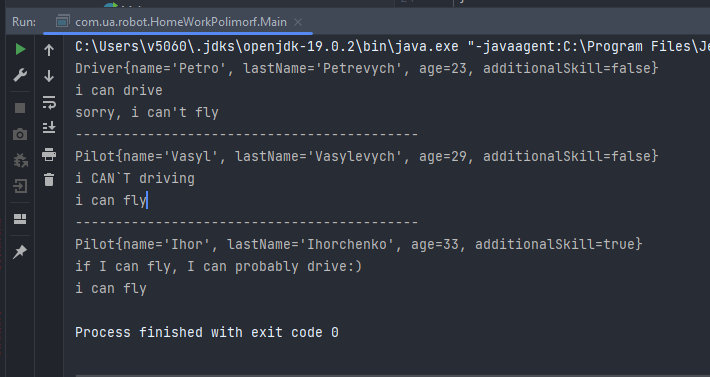 Run: com.ua.robot.HomeWorkPolimorf.Main ×
C:\Users\v5060\.jdks\openjdk-19.0.2\bin\java.exe "-javaagent:C:\Program Files\Je
Driver{name='Petro', lastName='Petrevych', age=23, additionalSkill=false}
i can drive
sorry, i can't fly
------------------------------------------
Pilot{name='Vasyl', lastName='Vasylevych', age=29, additionalSkill=false}
i CAN`T driving
i can fly
------------------------------------------
Pilot{name='Ihor', lastName='Ihorchenko', age=33, additionalSkill=true}
if I can fly, I can probably drive:)
i can fly
Process finished with exit code 0